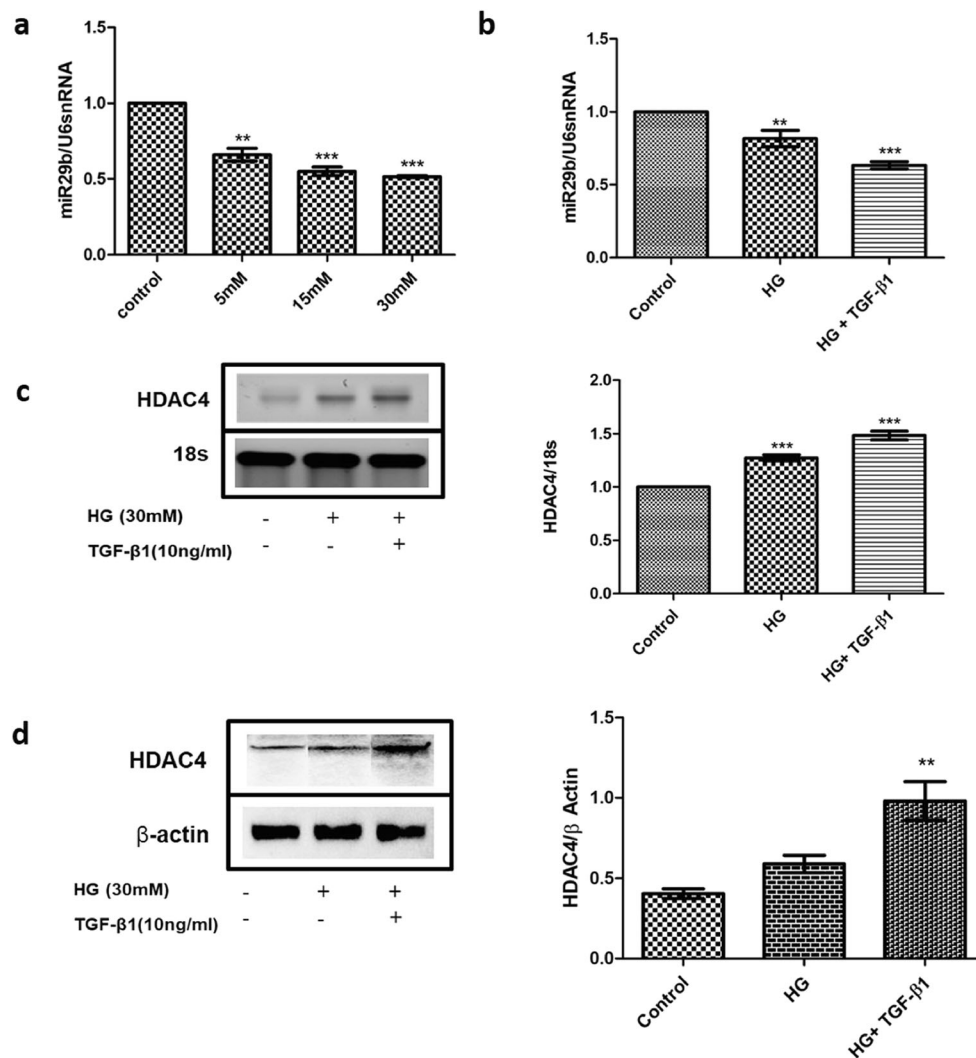 a
miR29b/U6snRNA
1.5
1.0
0.5
0.0
**
***
***
control
5mM
15mM
30mM
b
miR29b/U6snRNA
1.5
1.0
0.5
0.0
**
***
Control
HG
HG + TGF-β1
c
HDAC4
18s
HG (30mM) - + +
TGF-β1(10ng/ml) - - +
HDAC4/18s
2.0
1.5
1.0
0.5
0.0
***
***
Control
HG
HG+ TGF-β1
d
HDAC4
β-actin
HG (30mM) - + +
TGF-β1(10ng/ml) - - +
HDAC4/β Actin
1.5
1.0
0.5
0.0
**
Control
HG
HG+ TGF-β1